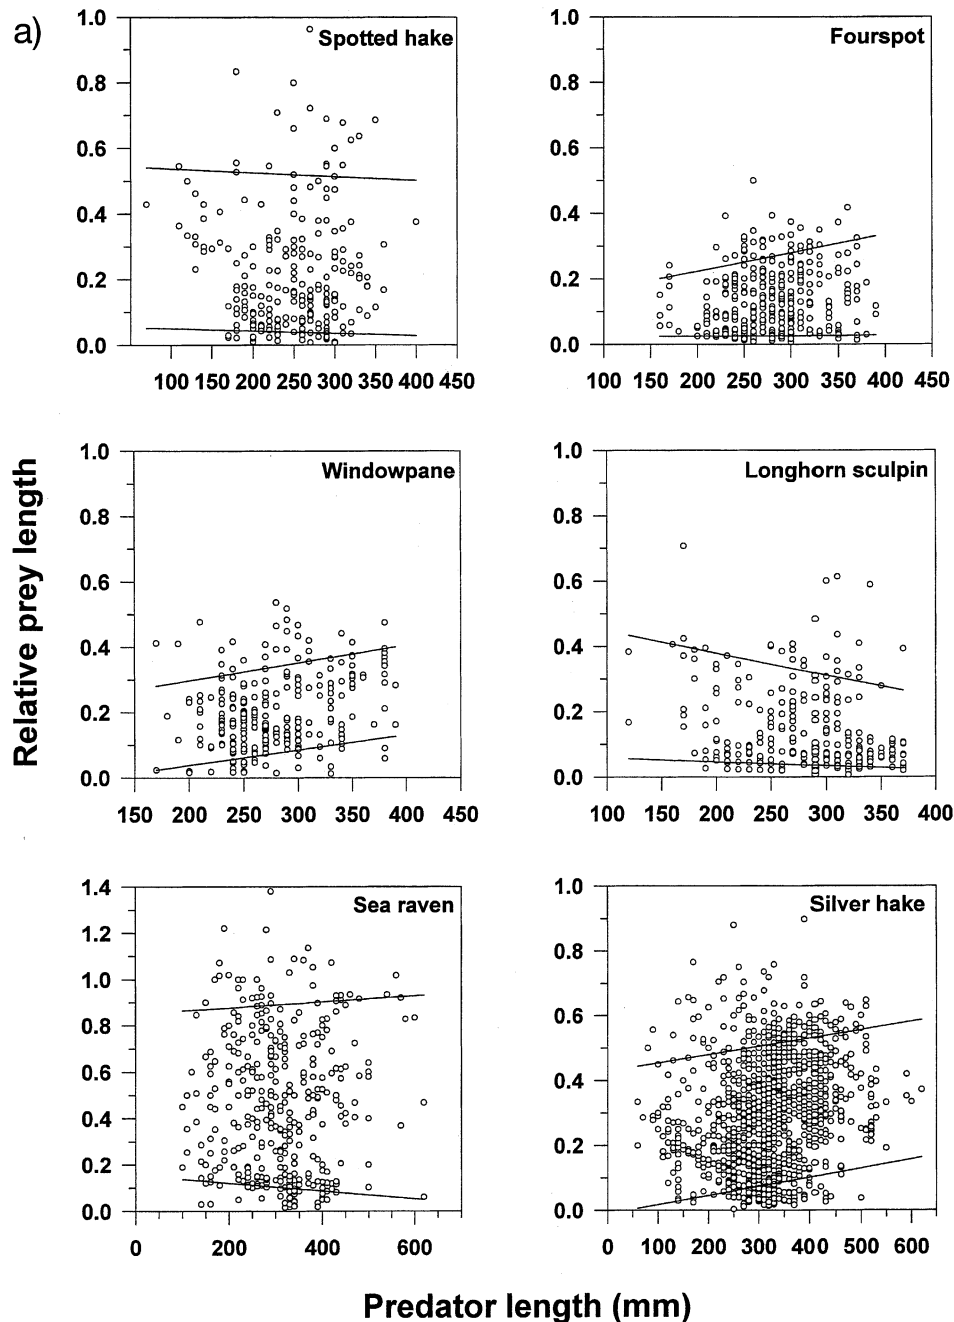 a)
Spotted hake
1.0
0.8
0.6
0.4
0.2
0.0
100 150 200 250 300 350 400 450
Fourspot
1.0
0.8
0.6
0.4
0.2
0.0
100 150 200 250 300 350 400 450
Relative prey length
Windowpane
1.0
0.8
0.6
0.4
0.2
0.0
150 200 250 300 350 400 450
Longhorn sculpin
1.0
0.8
0.6
0.4
0.2
0.0
100 150 200 250 300 350 400
Sea raven
1.4
1.2
1.0
0.8
0.6
0.4
0.2
0.0
0 200 400 600
Silver hake
1.0
0.8
0.6
0.4
0.2
0.0
0 100 200 300 400 500 600
Predator length (mm)